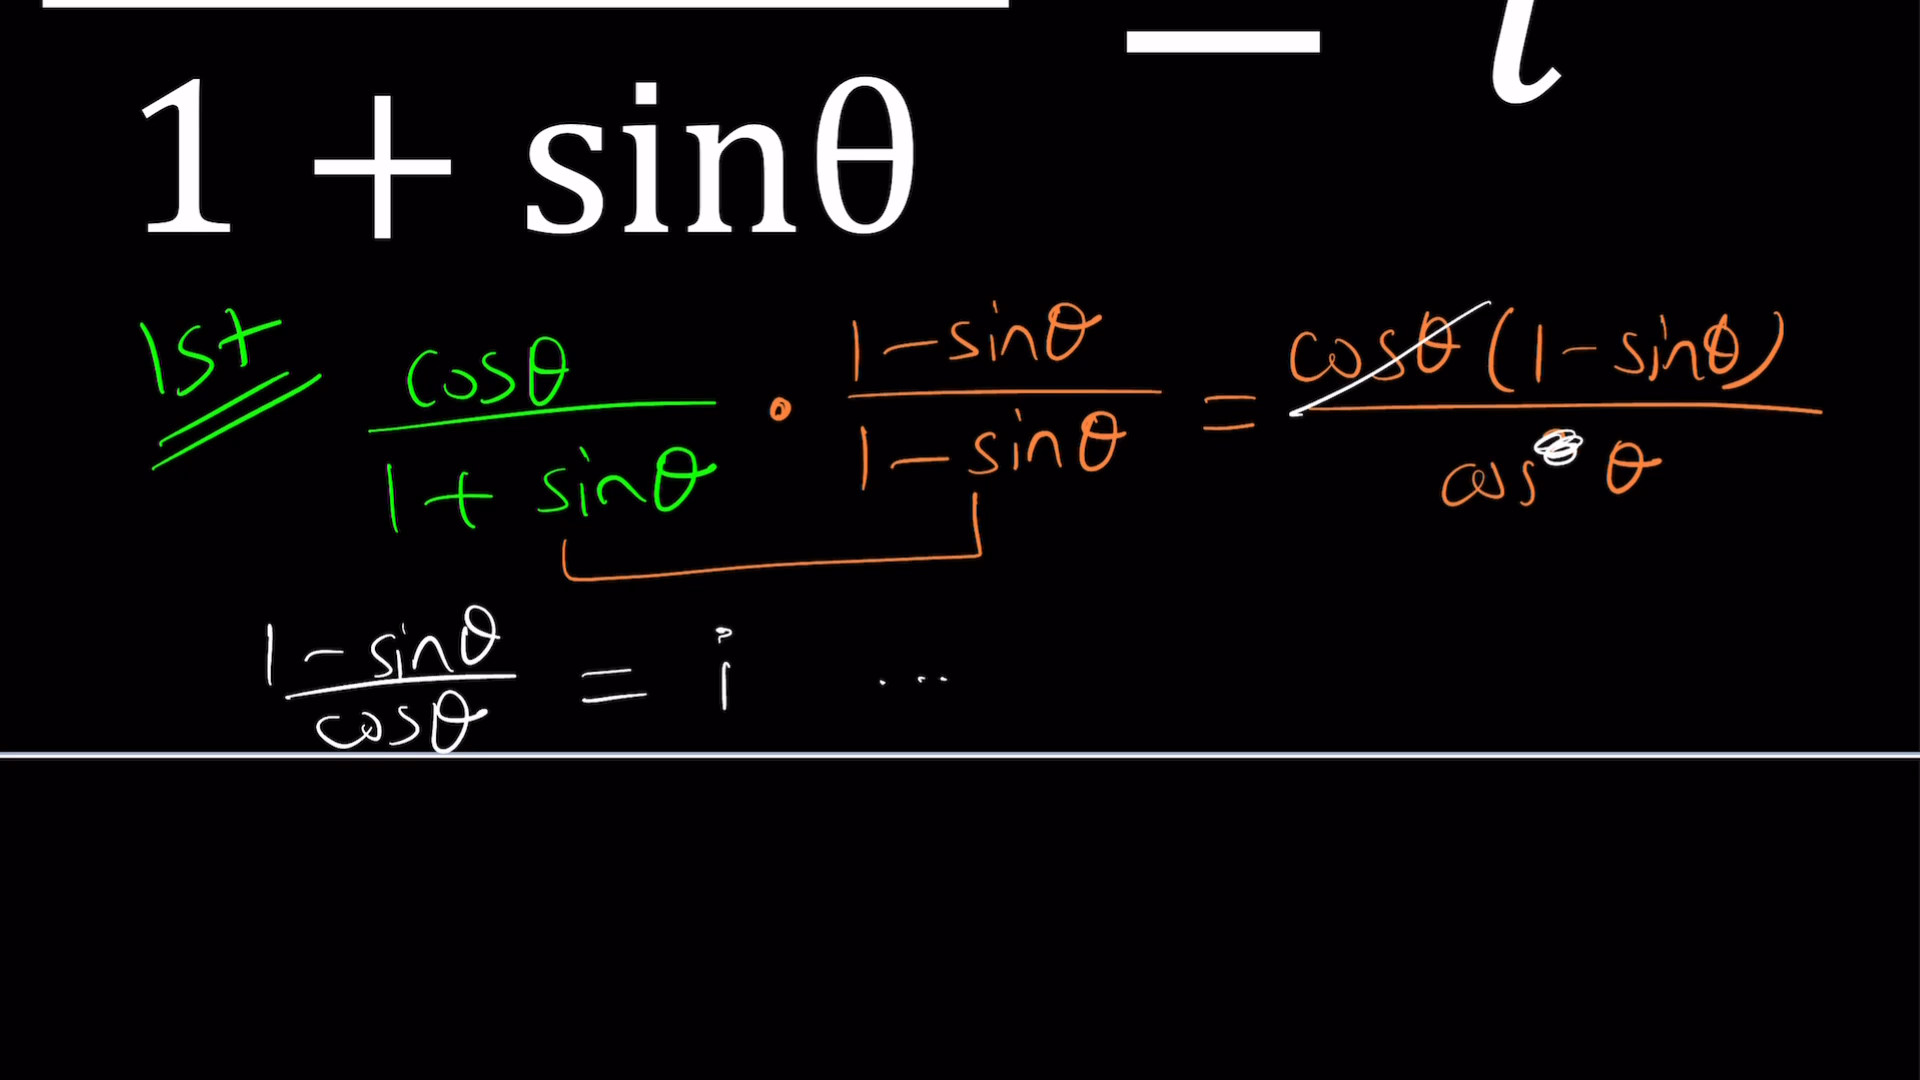 1 + sinθ
1st cosθ / 1 + sinθ · 1 – sinθ / 1 – sinθ = cosθ (1 – sinθ) / cos θ
1 – sinθ / cosθ = i ...